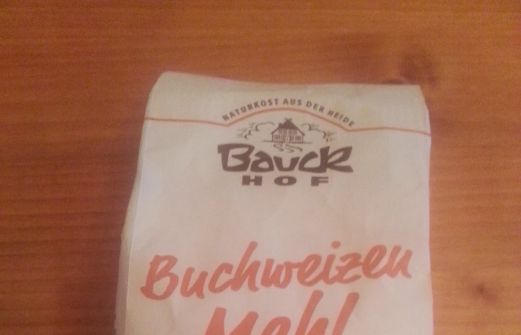 NATURKOST AUS DER HEIDE
Bauck
HOF
Buchweizen
Mehl